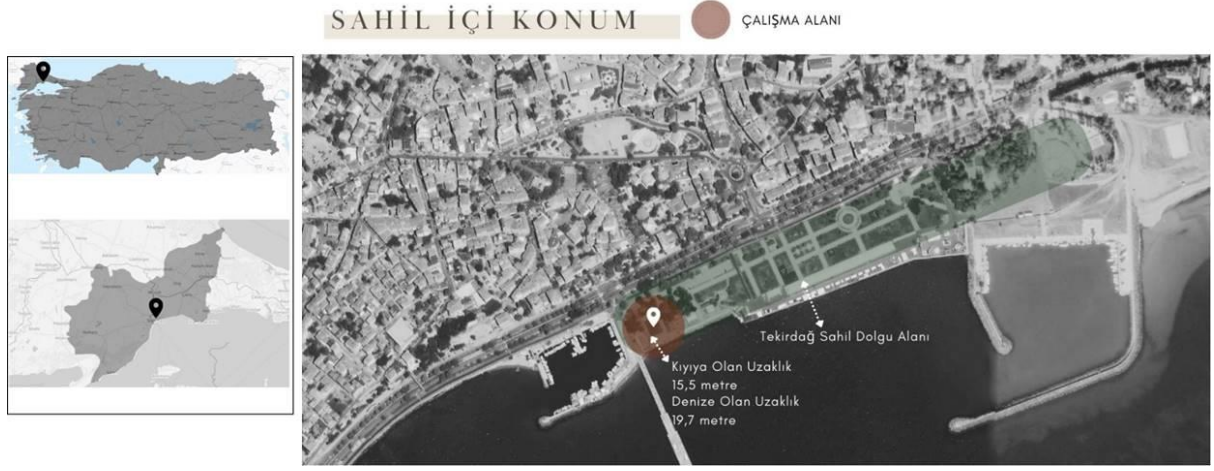 SAHİL İÇİ KONUM
ÇALIŞMA ALANI
Tekirdağ Sahil Dolgu Alanı
Kıyıya Olan Uzaklık
15,5 metre
Denize Olan Uzaklık
19,7 metre